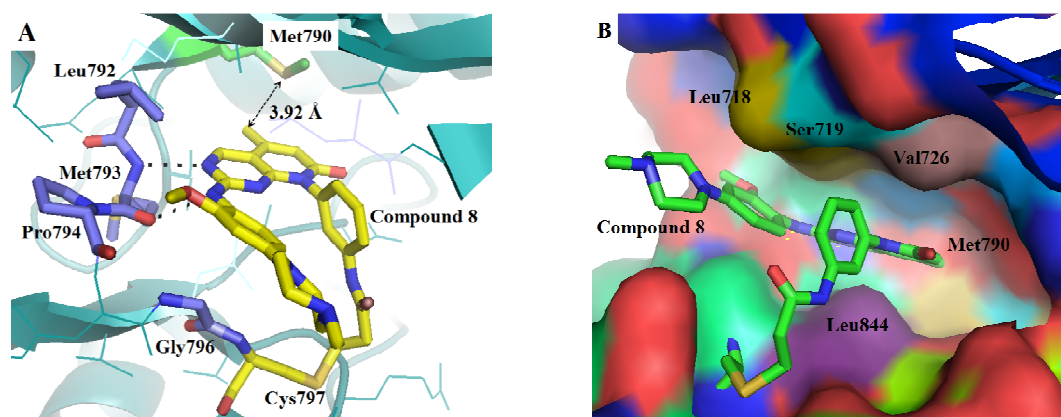 A
Met790
Leu792
3.92 Å
Met793
Pro794
Compound 8
Gly796
Cys797
B
Leu718
Ser719
Val726
Compound 8
Met790
Leu844